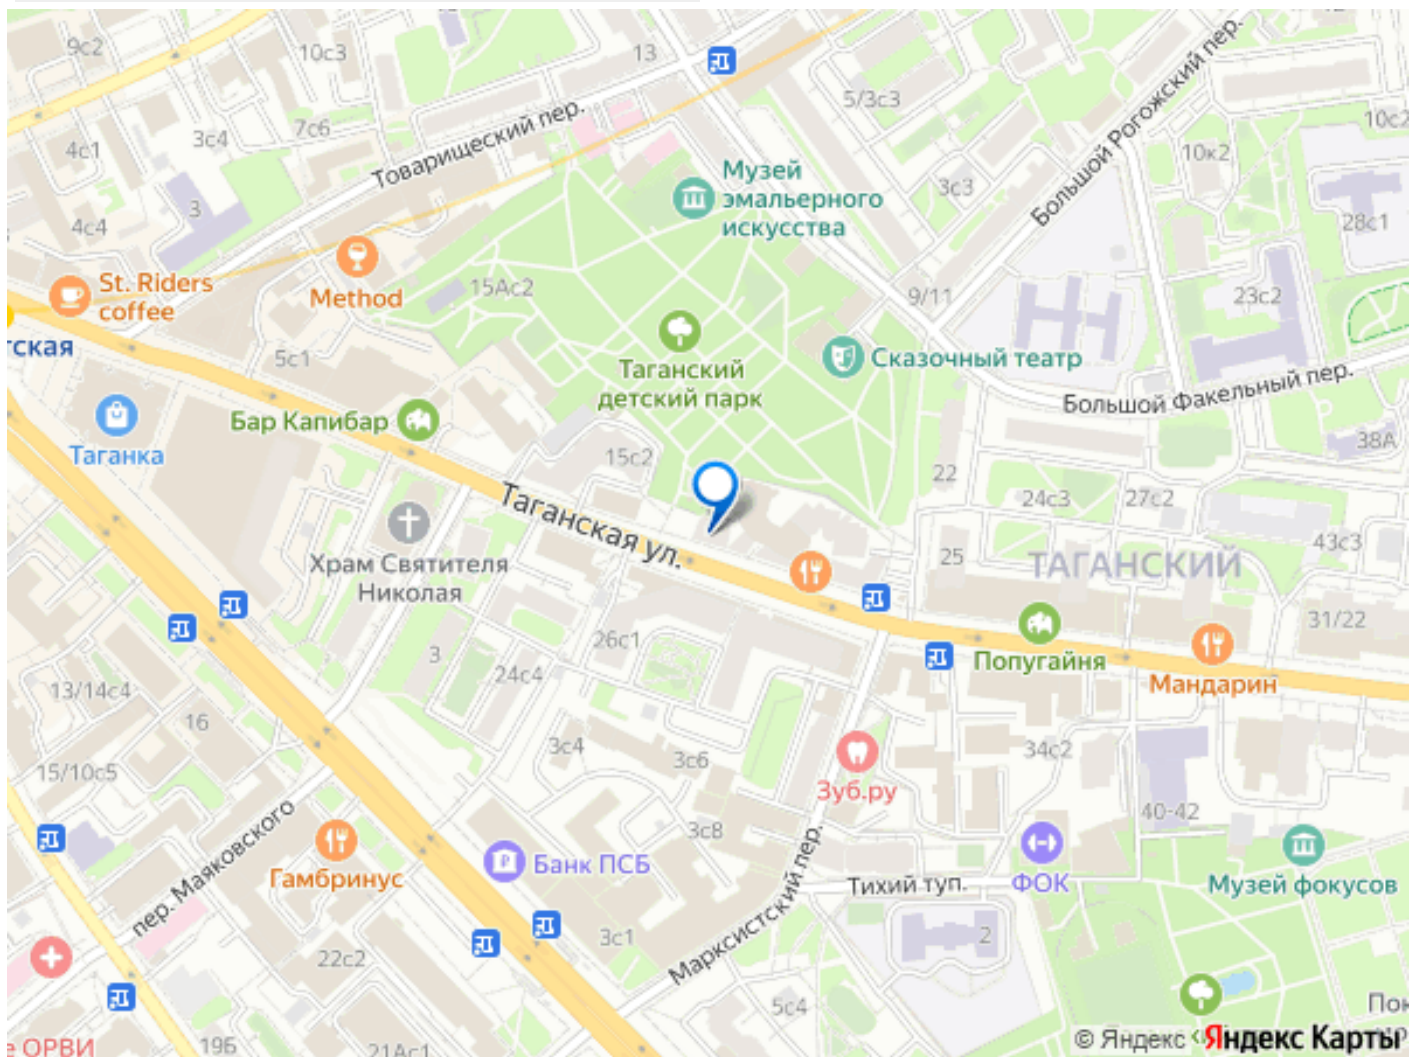 9с2
10с3
13
5/3с3
Большой Рогожский пер.
10с2
4с1
3с4
7с6
Товарищеский пер.
Музей
эмальерного
искусства
3с3
10к2
28с1
3
4с4
St. Riders
coffee
Method
15Ас2
9/11
23с2
тская
5с1
Таганский
детский парк
Сказочный театр
Большой Факельный пер.
Бар Капибар
Таганка
15с2
22
24с3
27с2
38А
Таганская ул.
Храм Святителя
Николая
25
ТАГАНСКИЙ
43с3
31/22
26с1
3
24с4
Попугайня
Мандарин
13/14с4
16
3с4
3с6
34с2
15/10с5
Зуб.ру
3с8
40-42
пер. Маяковского
Гамбринус
Банк ПСБ
Марксистский пер.
Тихий туп.
ФОК
Музей фокусов
3с1
2
22с2
5с4
Пок
е ОРВИ
19Б
21Ас1
© Яндекс
Яндекс Карты